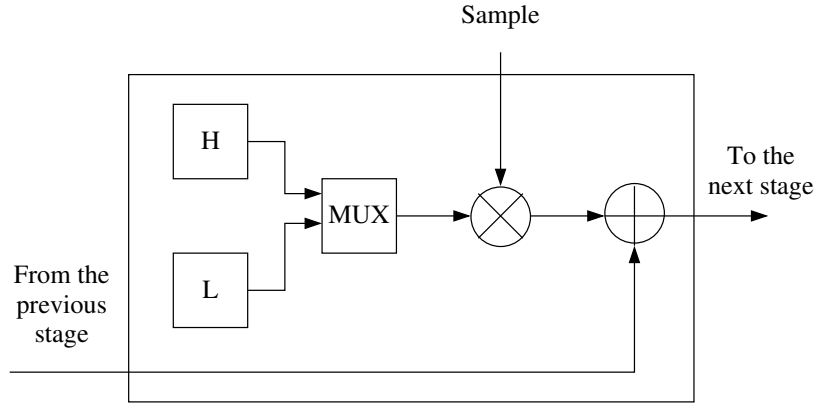 Sample
H
MUX
L
To the
next stage
From the
previous
stage